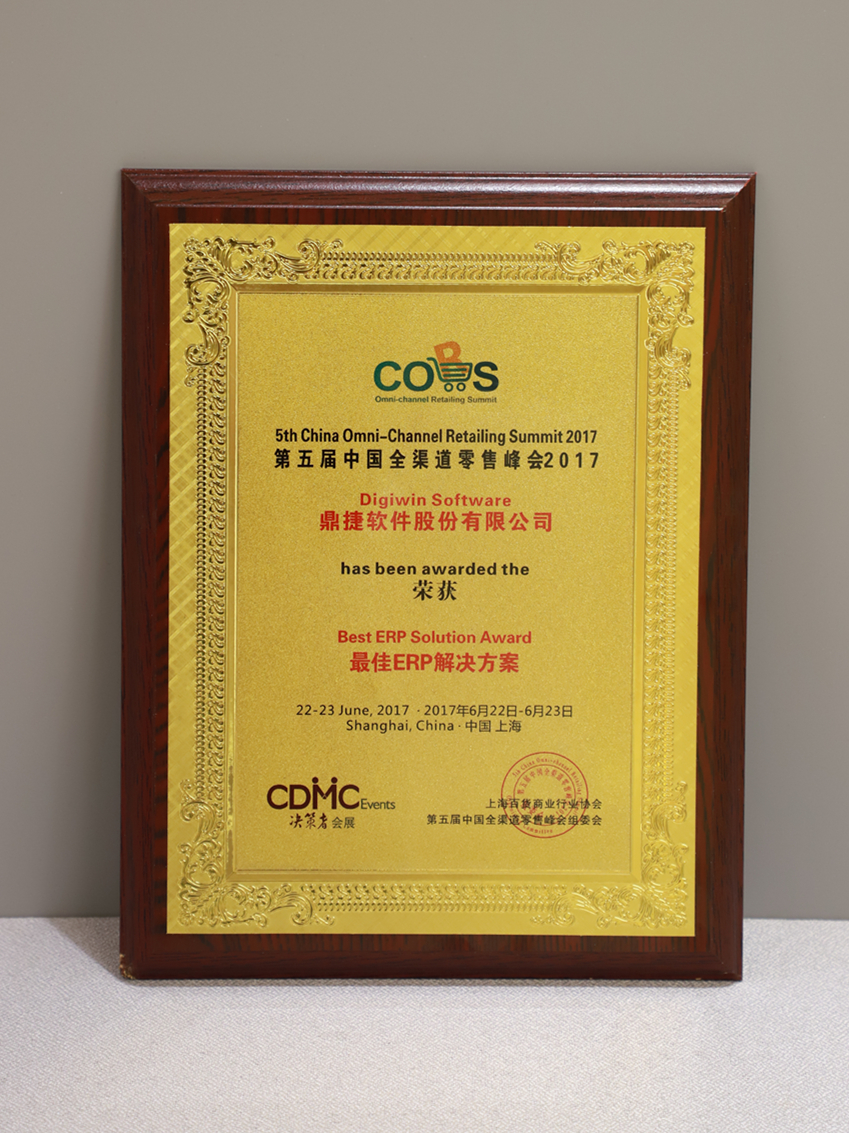 CORS
Omni-channel Retailing Summit
5th China Omni-Channel Retailing Summit 2017
第五届中国全渠道零售峰会2017
Digiwin Software
鼎捷软件股份有限公司
has been awarded the
荣获
Best ERP Solution Award
最佳ERP解决方案
22-23 June, 2017 · 2017年6月22日-6月23日
Shanghai, China · 中国 上海
CDMC Events
决策者会展
上海百货商业行业协会
第五届中国全渠道零售峰会组委会